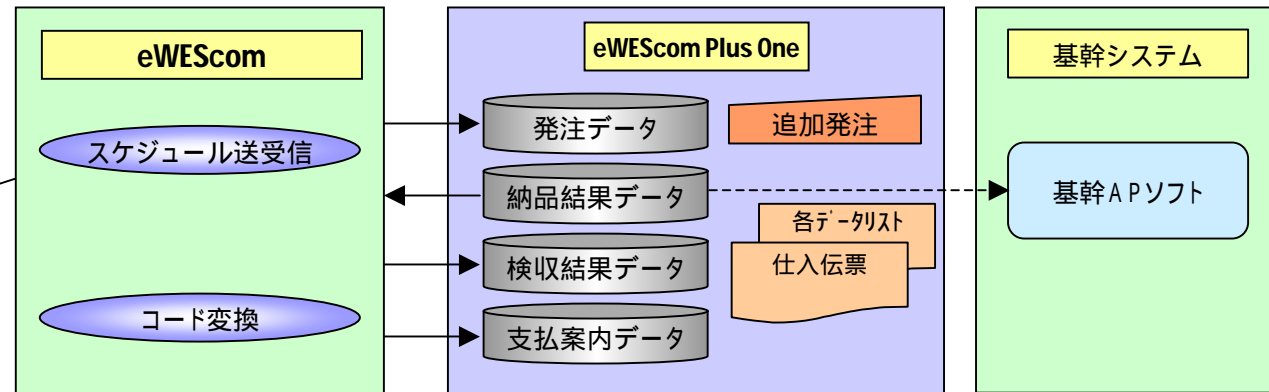 eWEScom
スケジュール送受信
コード変換
eWEScom Plus One
発注データ
追加発注
納品結果データ
各ﾃﾞｰﾀﾘｽﾄ
仕入伝票
検収結果データ
支払案内データ
基幹システム
基幹ＡＰソフト